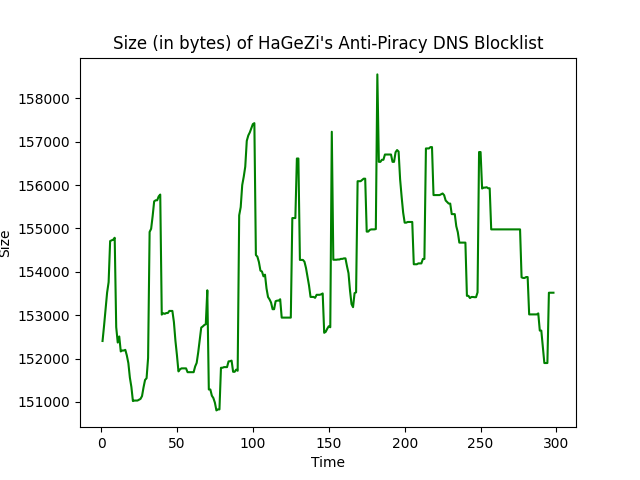 Size (in bytes) of HaGeZi's Anti-Piracy DNS Blocklist
158000
157000
156000
155000
154000
153000
152000
151000
Size
0 50 100 150 200 250 300
Time